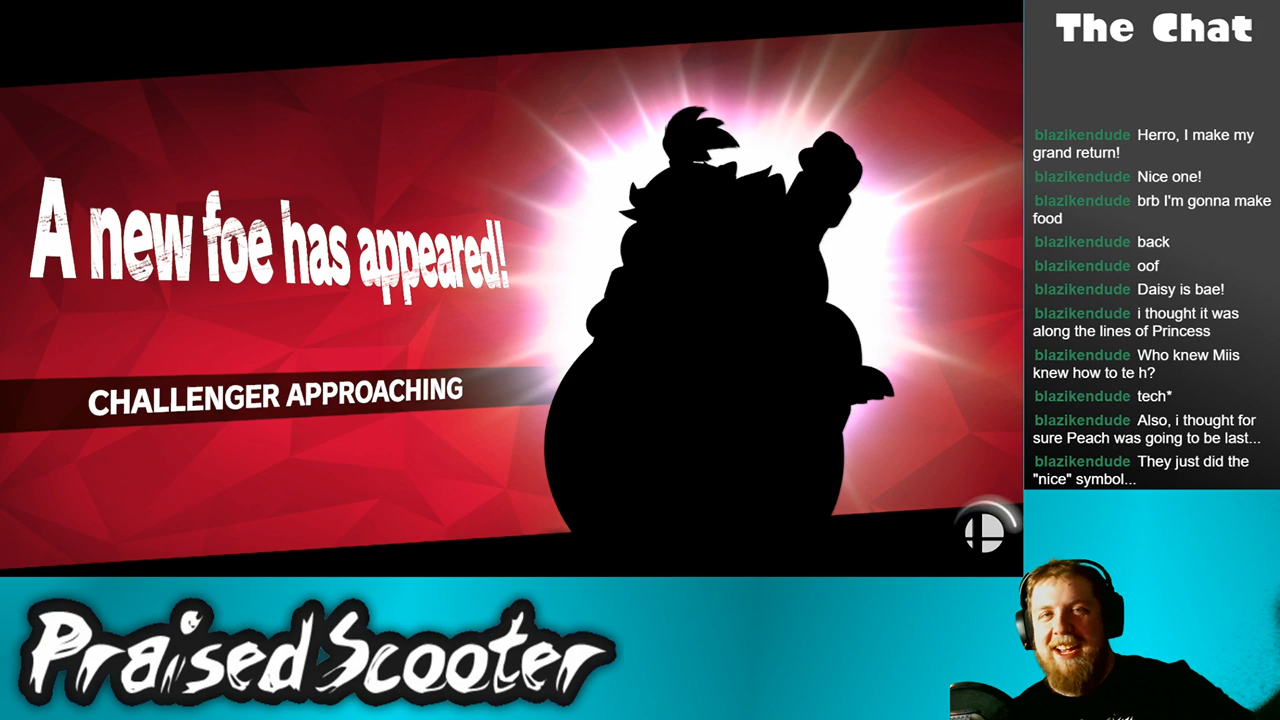 A new foe has appeared!
CHALLENGER APPROACHING
PraisedScooter
The Chat
blazikendude Herro, I make my
grand return!
blazikendude Nice one!
blazikendude brb I'm gonna make
food
blazikendude back
blazikendude oof
blazikendude Daisy is bae!
blazikendude i thought it was
along the lines of Princess
blazikendude Who knew Miis
knew how to te h?
blazikendude tech*
blazikendude Also, i thought for
sure Peach was going to be last...
blazikendude They just did the
"nice" symbol...